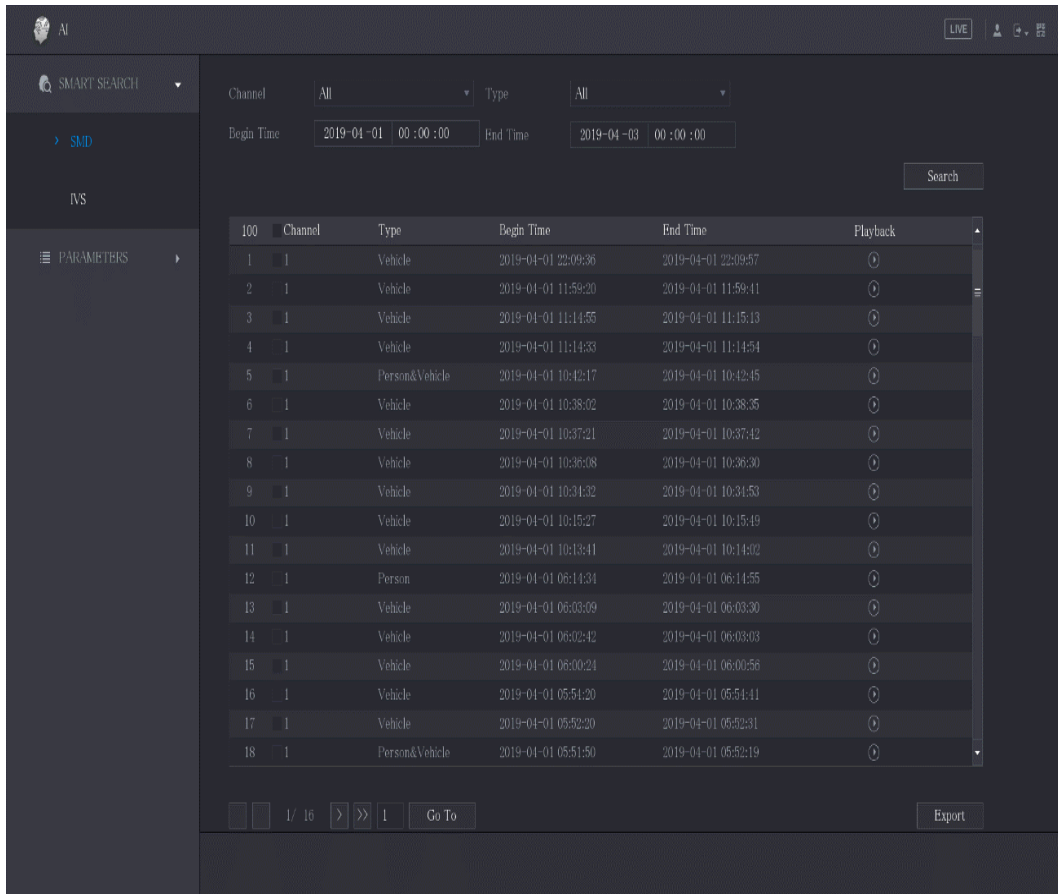 AI LIVE
SMART SEARCH
SMD
IVS
PARAMETERS
Channel All Type All
Begin Time 2019-04-01 00:00:00 End Time 2019-04-03 00:00:00
Search
100 Channel Type Begin Time End Time Playback
1 1 Vehicle 2019-04-01 22:09:36 2019-04-01 22:09:57
2 1 Vehicle 2019-04-01 11:59:20 2019-04-01 11:59:41
3 1 Vehicle 2019-04-01 11:14:55 2019-04-01 11:15:13
4 1 Vehicle 2019-04-01 11:14:33 2019-04-01 11:14:54
5 1 Person&Vehicle 2019-04-01 10:42:17 2019-04-01 10:42:45
6 1 Vehicle 2019-04-01 10:38:02 2019-04-01 10:38:35
7 1 Vehicle 2019-04-01 10:37:21 2019-04-01 10:37:42
8 1 Vehicle 2019-04-01 10:36:08 2019-04-01 10:36:30
9 1 Vehicle 2019-04-01 10:34:32 2019-04-01 10:34:53
10 1 Vehicle 2019-04-01 10:15:27 2019-04-01 10:15:49
11 1 Vehicle 2019-04-01 10:13:41 2019-04-01 10:14:02
12 1 Person 2019-04-01 06:14:34 2019-04-01 06:14:55
13 1 Vehicle 2019-04-01 06:03:09 2019-04-01 06:03:30
14 1 Vehicle 2019-04-01 06:02:42 2019-04-01 06:03:03
15 1 Vehicle 2019-04-01 06:00:24 2019-04-01 06:00:56
16 1 Vehicle 2019-04-01 05:54:20 2019-04-01 05:54:41
17 1 Vehicle 2019-04-01 05:52:20 2019-04-01 05:52:31
18 1 Person&Vehicle 2019-04-01 05:51:50 2019-04-01 05:52:19
1/ 16 > >> 1 Go To Export